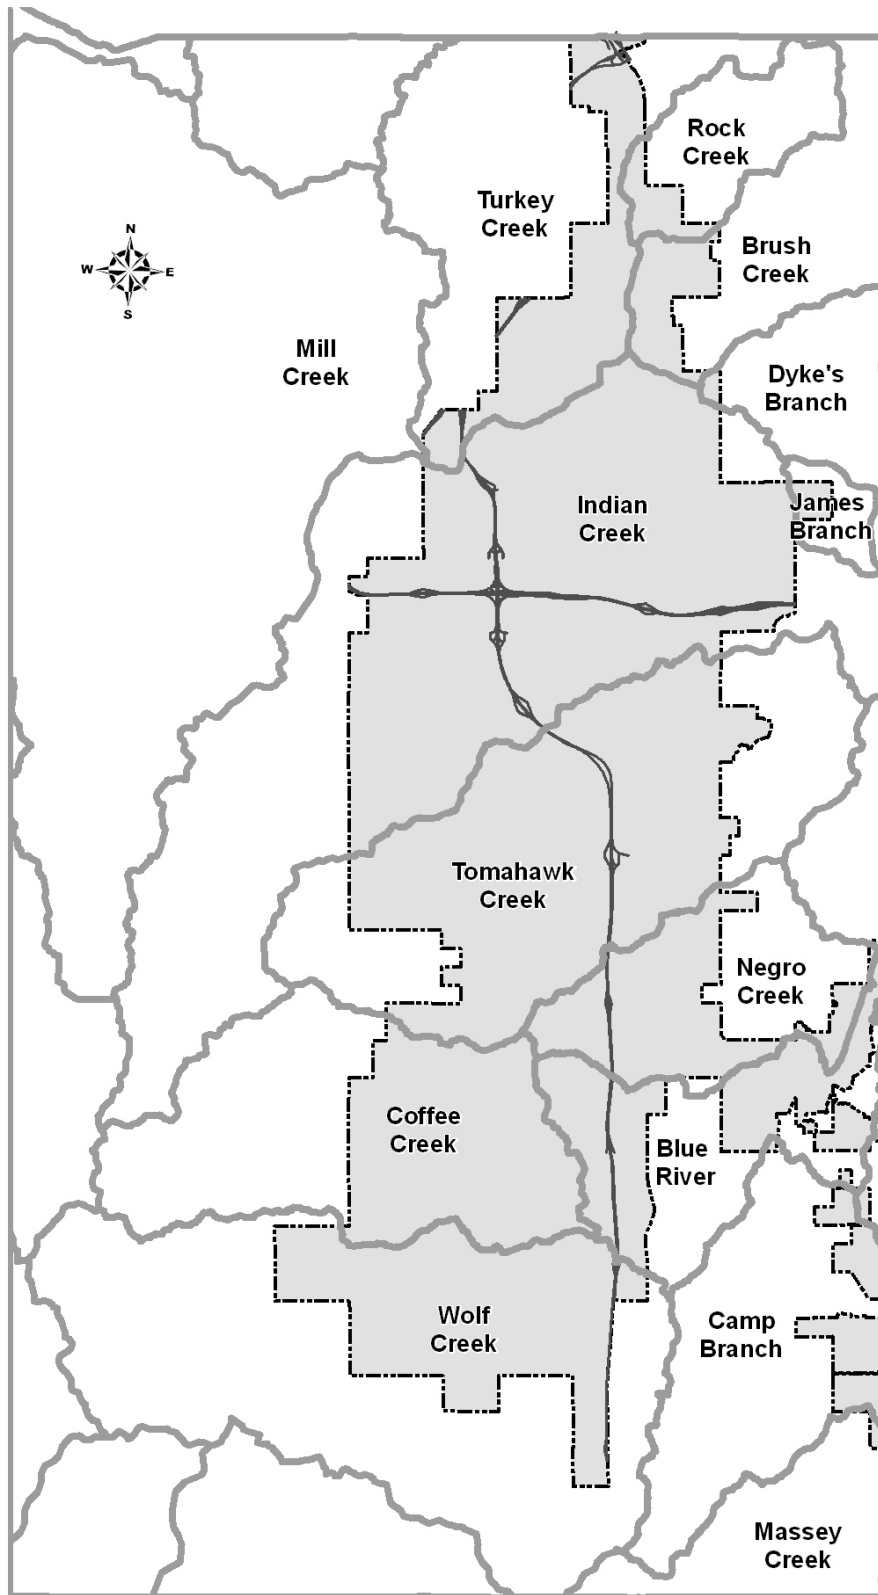 Rock
Creek
Turkey
Creek
N
W
E
S
Brush
Creek
Mill
Creek
Dyke's
Branch
Indian
Creek
James
Branch
Tomahawk
Creek
Negro
Creek
Coffee
Creek
Blue
River
Wolf
Creek
Camp
Branch
Massey
Creek